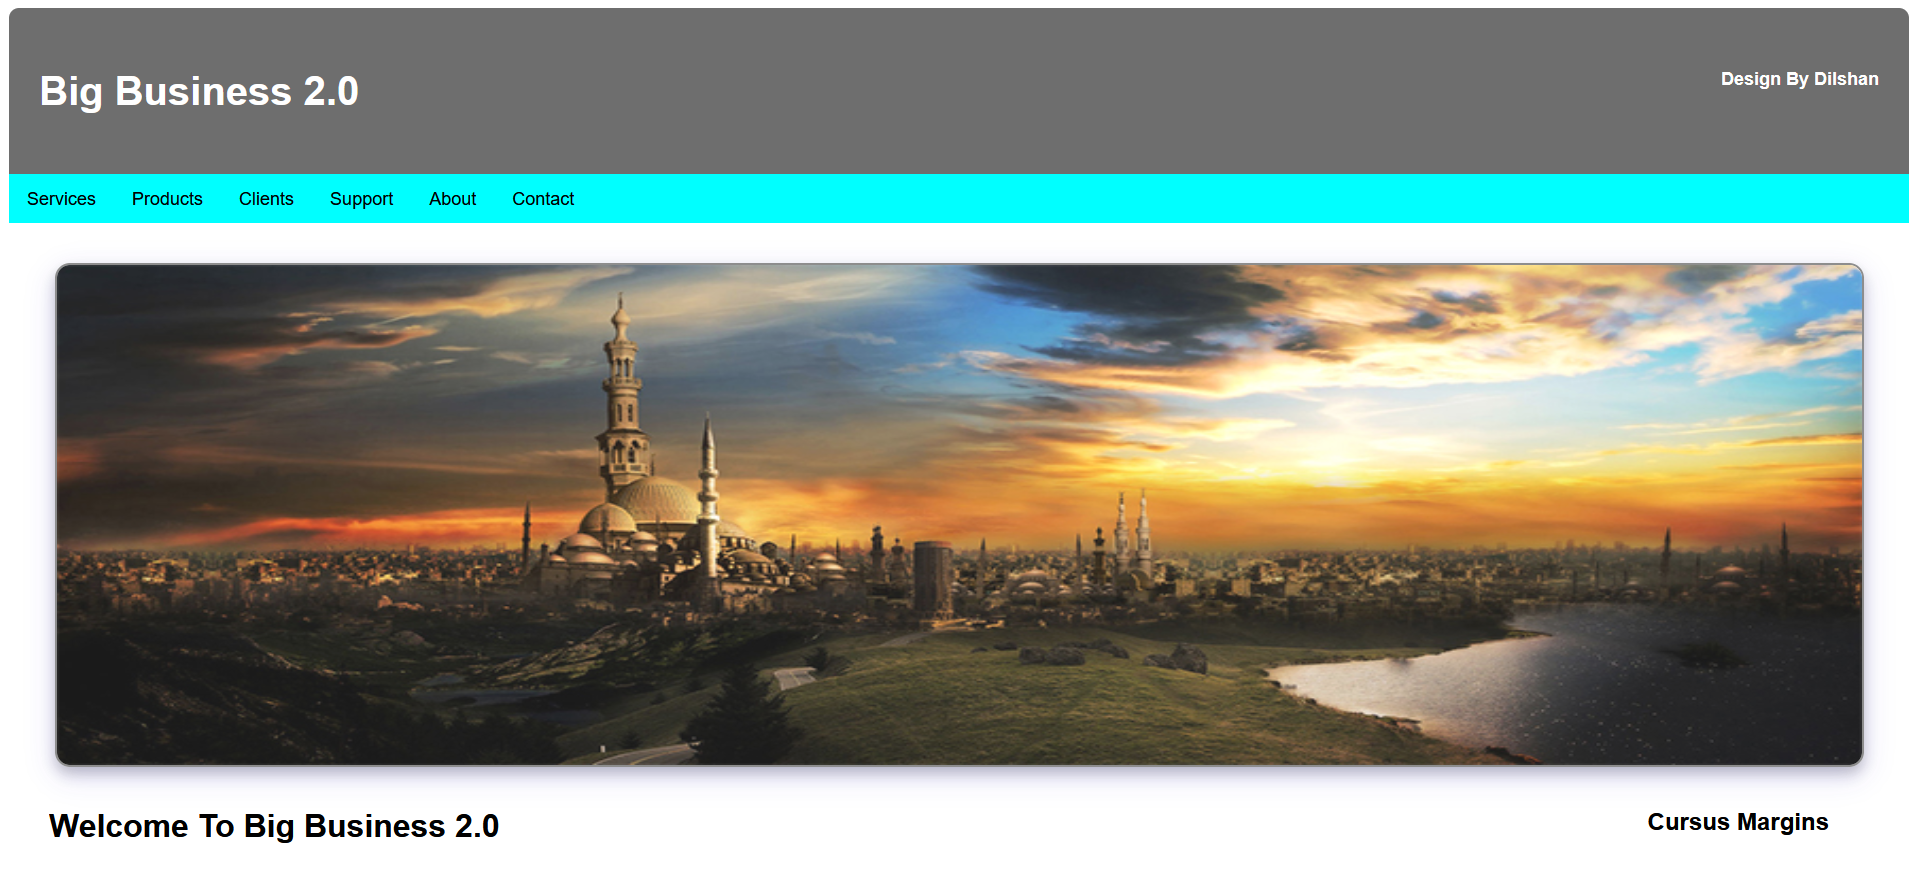 Big Business 2.0
Design By Dilshan
Services Products Clients Support About Contact
Welcome To Big Business 2.0
Cursus Margins